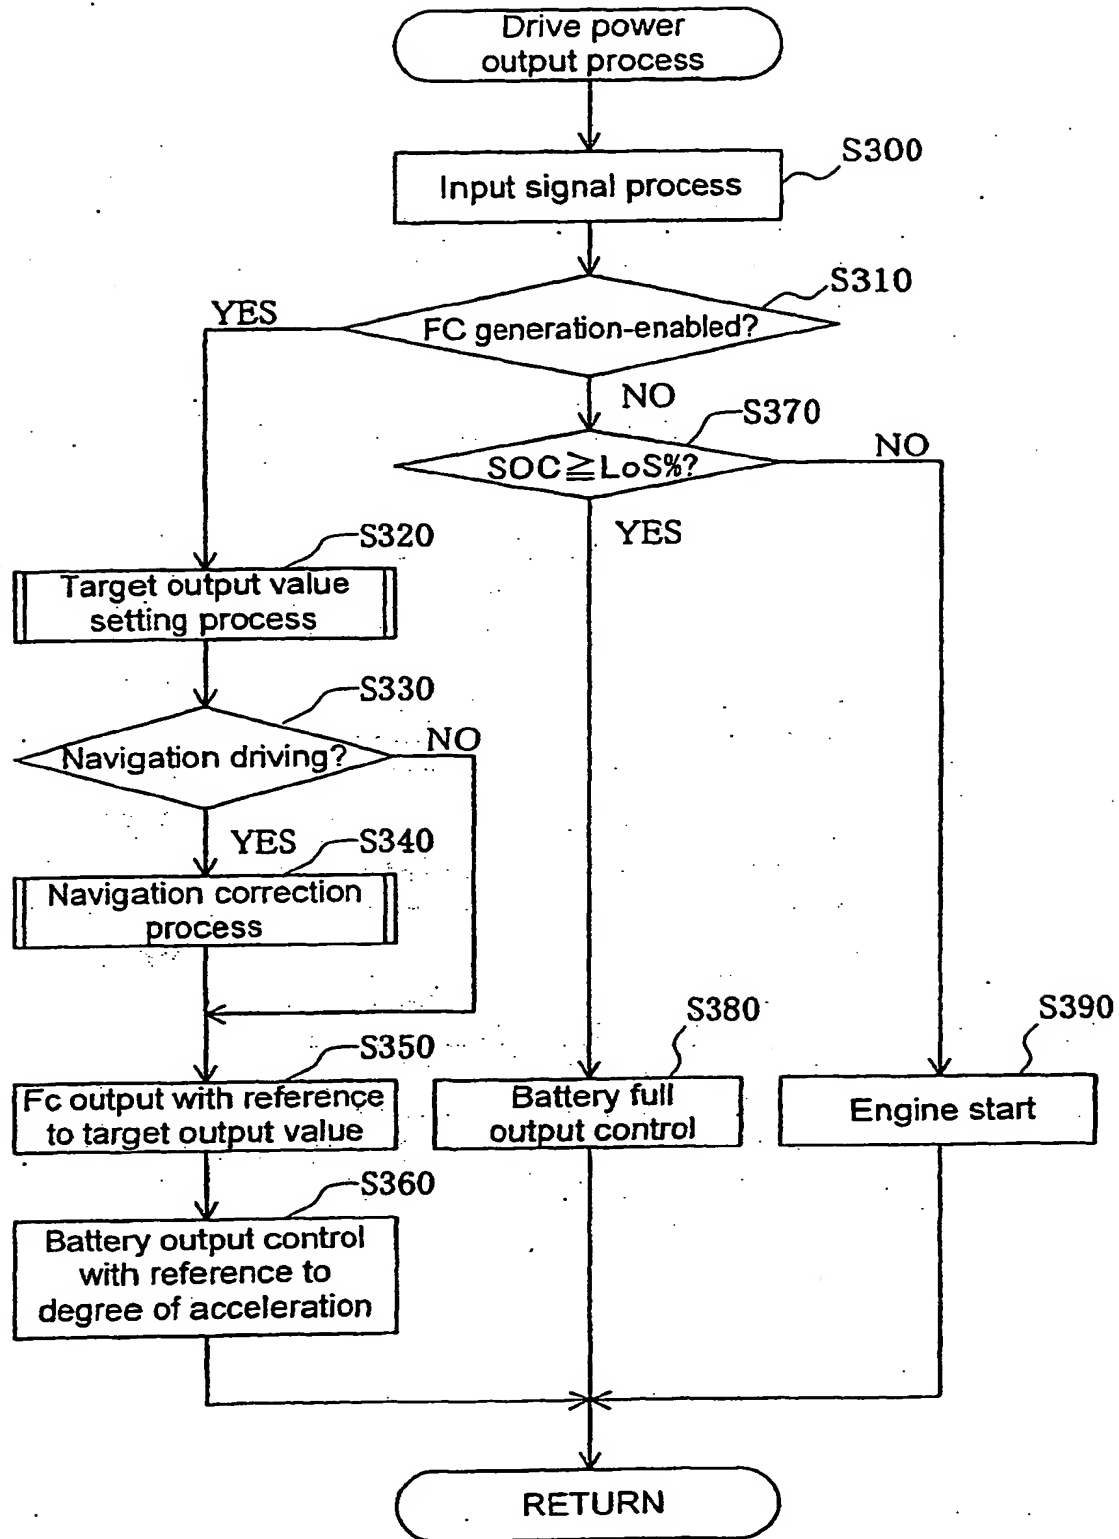 Drive power
output process
S300
Input signal process
S310
YES
FC generation-enabled?
NO
S370
NO
SOC≧LoS%?
YES
S320
Target output value
setting process
S330
Navigation driving?
NO
YES
S340
Navigation correction
process
S380
S390
S350
Fc output with reference
to target output value
Battery full
output control
Engine start
S360
Battery output control
with reference to
degree of acceleration
RETURN